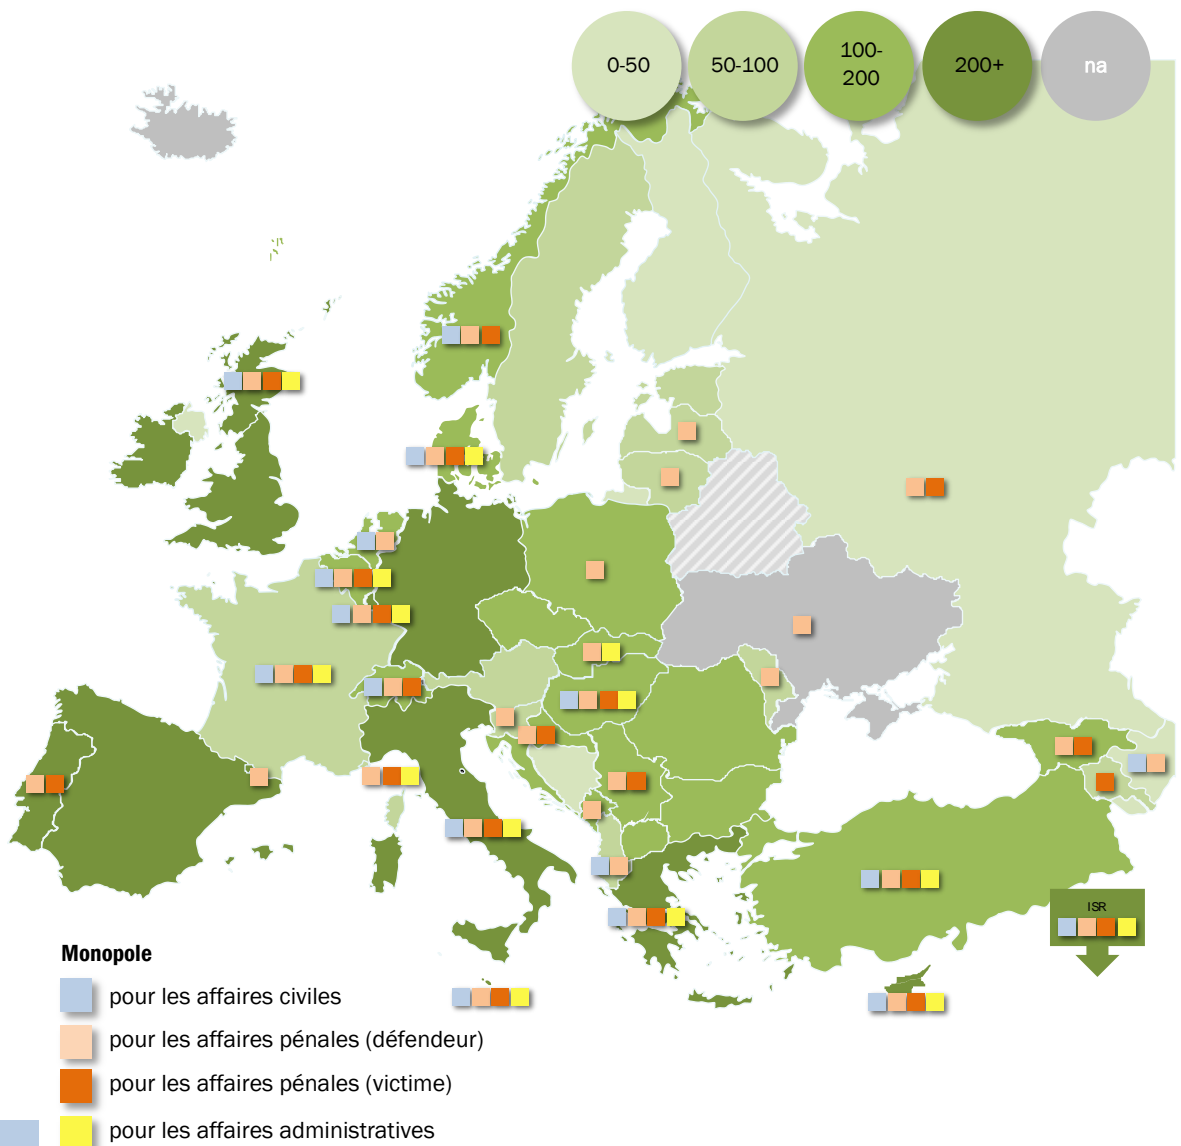 0-50
50-100
100-
200
200+
na
ISR
Monopole
pour les affaires civiles
pour les affaires pénales (défendeur)
pour les affaires pénales (victime)
pour les affaires administratives